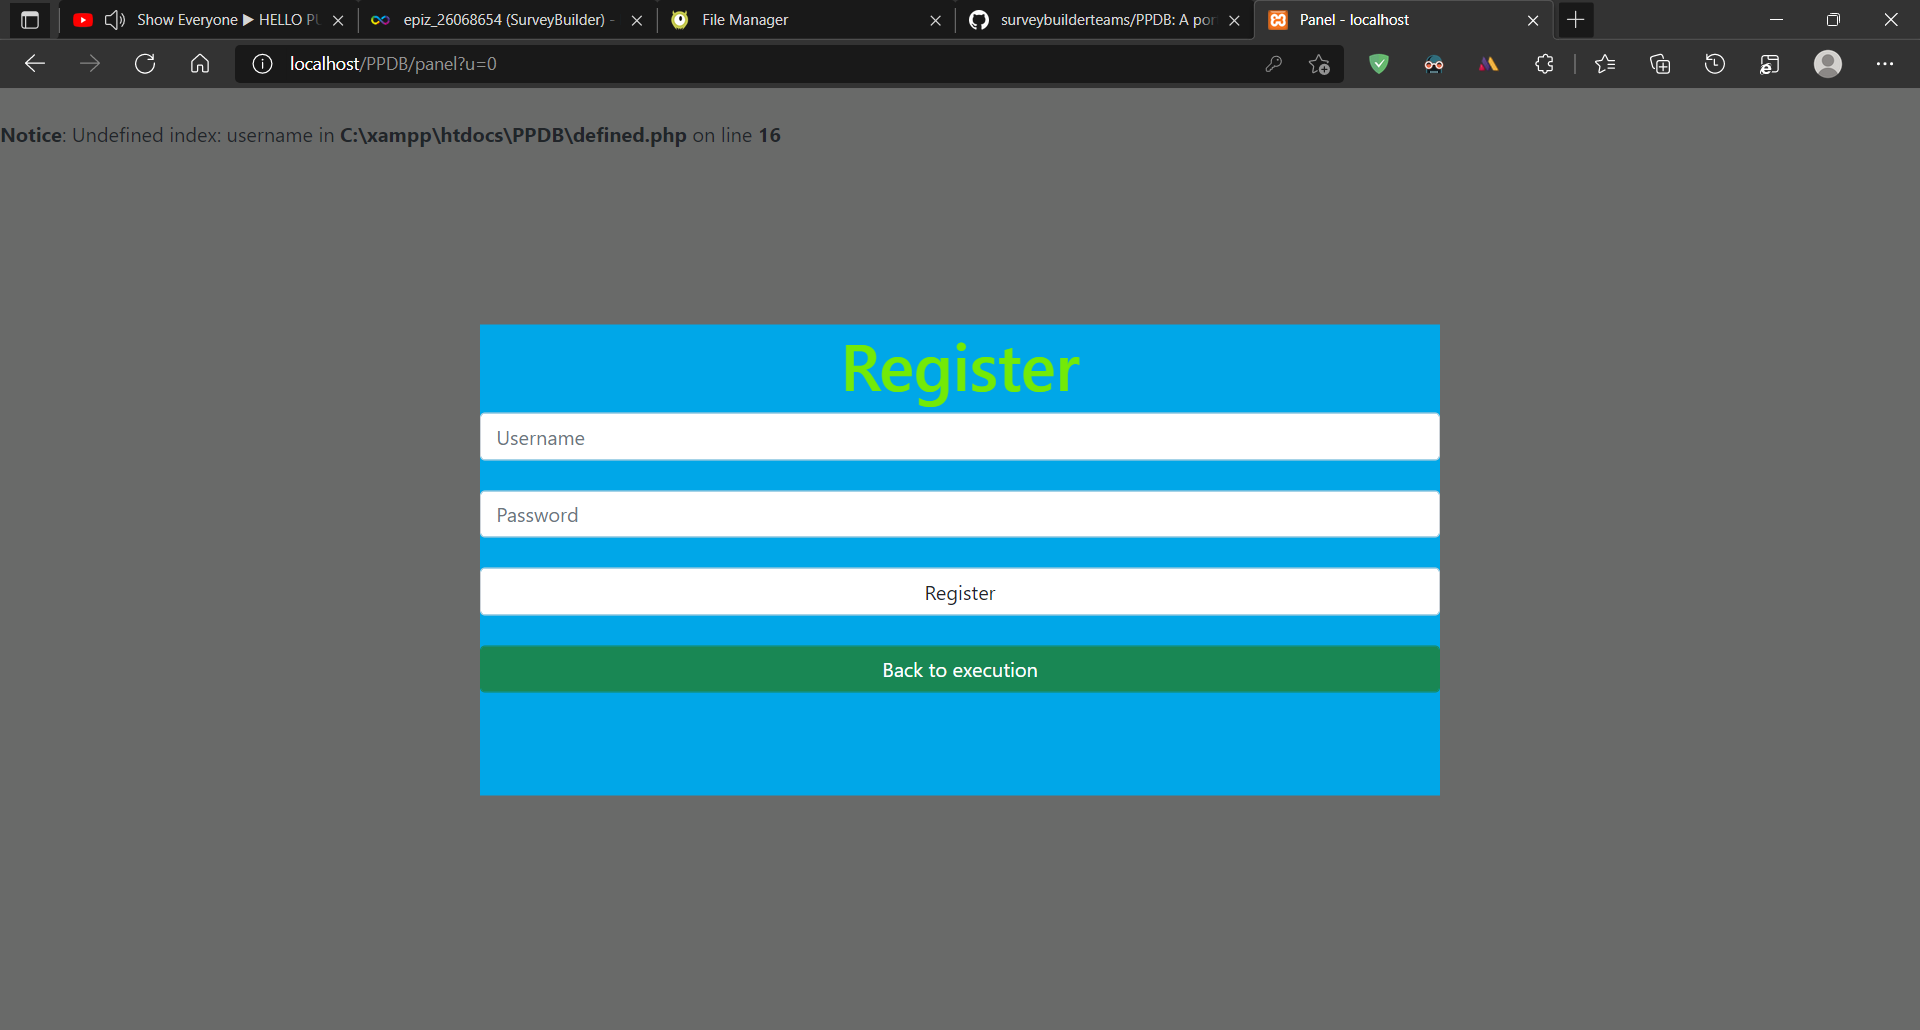 Show Everyone ▶ HELLO PU
epiz_26068654 (SurveyBuilder) -
File Manager
surveybuilderteams/PPDB: A por
Panel - localhost
localhost/PPDB/panel?u=0
Notice: Undefined index: username in C:\xampp\htdocs\PPDB\defined.php on line 16
Register
Username
Password
Register
Back to execution